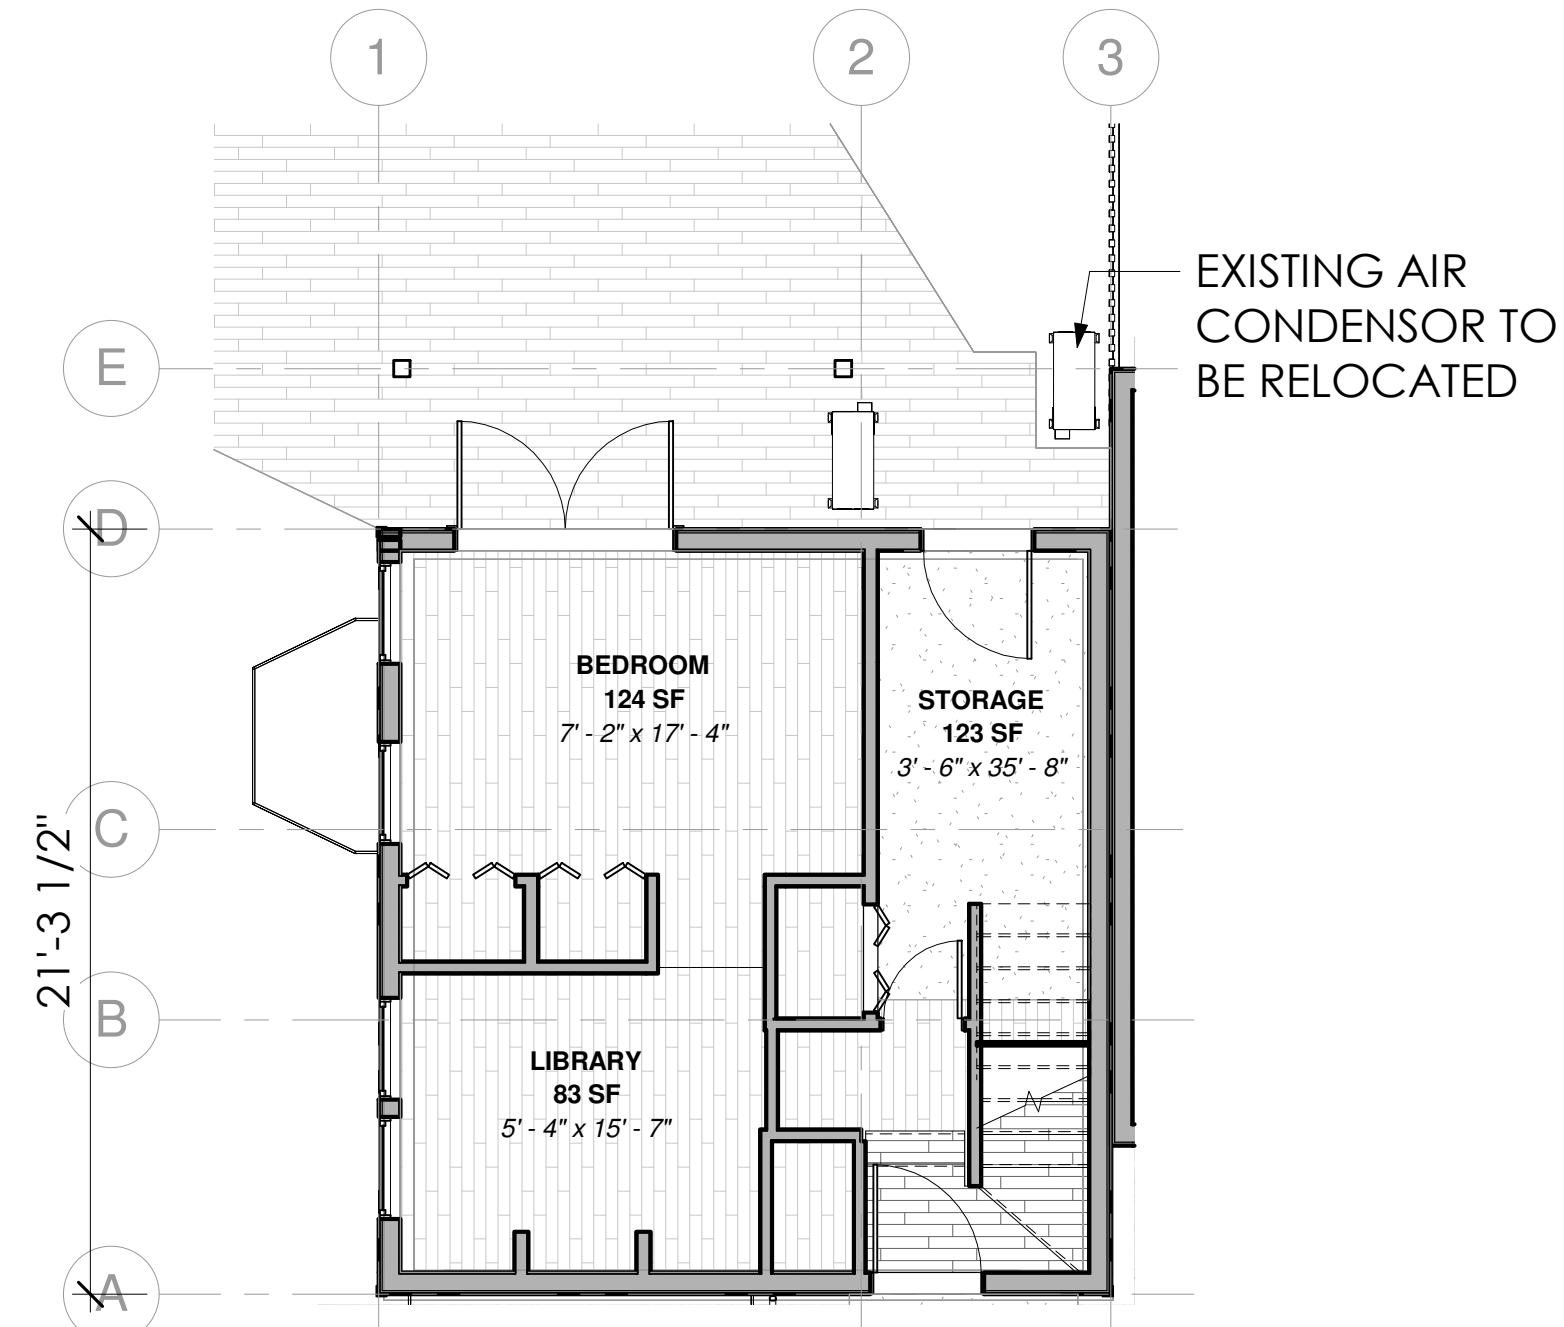 1
2
3
EXISTING AIR
CONDENSOR TO
BE RELOCATED
E
D
BEDROOM
124 SF
7' - 2" x 17' - 4"
STORAGE
123 SF
3' - 6" x 35' - 8"
C
21'-3 1/2"
B
LIBRARY
83 SF
5' - 4" x 15' - 7"
A